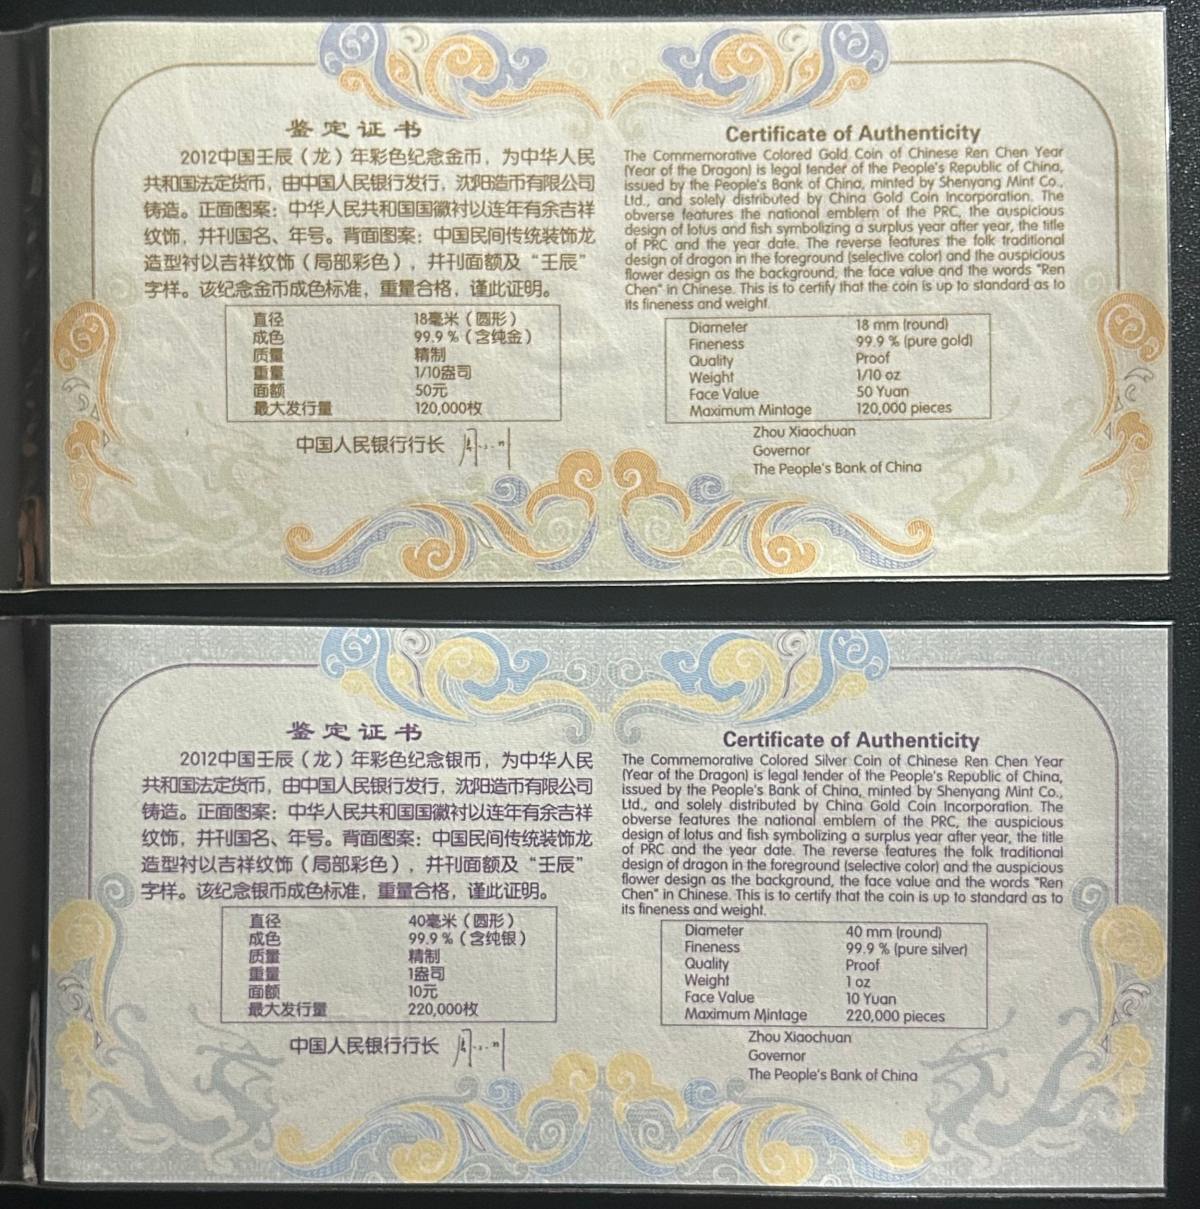 鉴定证书
2012中国壬辰（龙）年彩色纪念金币，为中华人民
共和国法定货币，由中国人民银行发行，沈阳造币有限公司
铸造。正面图案：中华人民共和国国徽衬以连年有余吉祥
纹饰，并刊国名、年号。背面图案：中国民间传统装饰龙
造型衬以吉祥纹饰（局部彩色），并刊面额及“壬辰”
字样。该纪念金币成色标准，重量合格，谨此证明。
直径 18毫米（圆形）
成色 99.9％（含纯金）
质量 精制
重量 1/10盎司
面额 50元
最大发行量 120,000枚
中国人民银行行长
Certificate of Authenticity
The Commemorative Colored Gold Coin of Chinese Ren Chen Year
(Year of the Dragon) is legal tender of the People's Republic of China,
issued by the People's Bank of China, minted by Shenyang Mint Co.,
Ltd., and solely distributed by China Gold Coin Incorporation. The
obverse features the national emblem of the PRC, the auspicious
design of lotus and fish symbolizing a surplus year after year, the title
of PRC and the year date. The reverse features the folk traditional
design of dragon in the foreground (selective color) and the auspicious
flower design as the background, the face value and the words "Ren
Chen" in Chinese. This is to certify that the coin is up to standard as to
its fineness and weight.
Diameter 18 mm (round)
Fineness 99.9 % (pure gold)
Quality Proof
Weight 1/10 oz
Face Value 50 Yuan
Maximum Mintage 120,000 pieces
Zhou Xiaochuan
Governor
The People's Bank of China
鉴定证书
2012中国壬辰（龙）年彩色纪念银币，为中华人民
共和国法定货币，由中国人民银行发行，沈阳造币有限公司
铸造。正面图案：中华人民共和国国徽衬以连年有余吉祥
纹饰，并刊国名、年号。背面图案：中国民间传统装饰龙
造型衬以吉祥纹饰（局部彩色），并刊面额及“壬辰”
字样。该纪念银币成色标准，重量合格，谨此证明。
直径 40毫米（圆形）
成色 99.9％（含纯银）
质量 精制
重量 1盎司
面额 10元
最大发行量 220,000枚
中国人民银行行长
Certificate of Authenticity
The Commemorative Colored Silver Coin of Chinese Ren Chen Year
(Year of the Dragon) is legal tender of the People's Republic of China,
issued by the People's Bank of China, minted by Shenyang Mint Co.,
Ltd., and solely distributed by China Gold Coin Incorporation. The
obverse features the national emblem of the PRC, the auspicious
design of lotus and fish symbolizing a surplus year after year, the title
of PRC and the year date. The reverse features the folk traditional
design of dragon in the foreground (selective color) and the auspicious
flower design as the background, the face value and the words "Ren
Chen" in Chinese. This is to certify that the coin is up to standard as to
its fineness and weight.
Diameter 40 mm (round)
Fineness 99.9 % (pure silver)
Quality Proof
Weight 1 oz
Face Value 10 Yuan
Maximum Mintage 220,000 pieces
Zhou Xiaochuan
Governor
The People's Bank of China